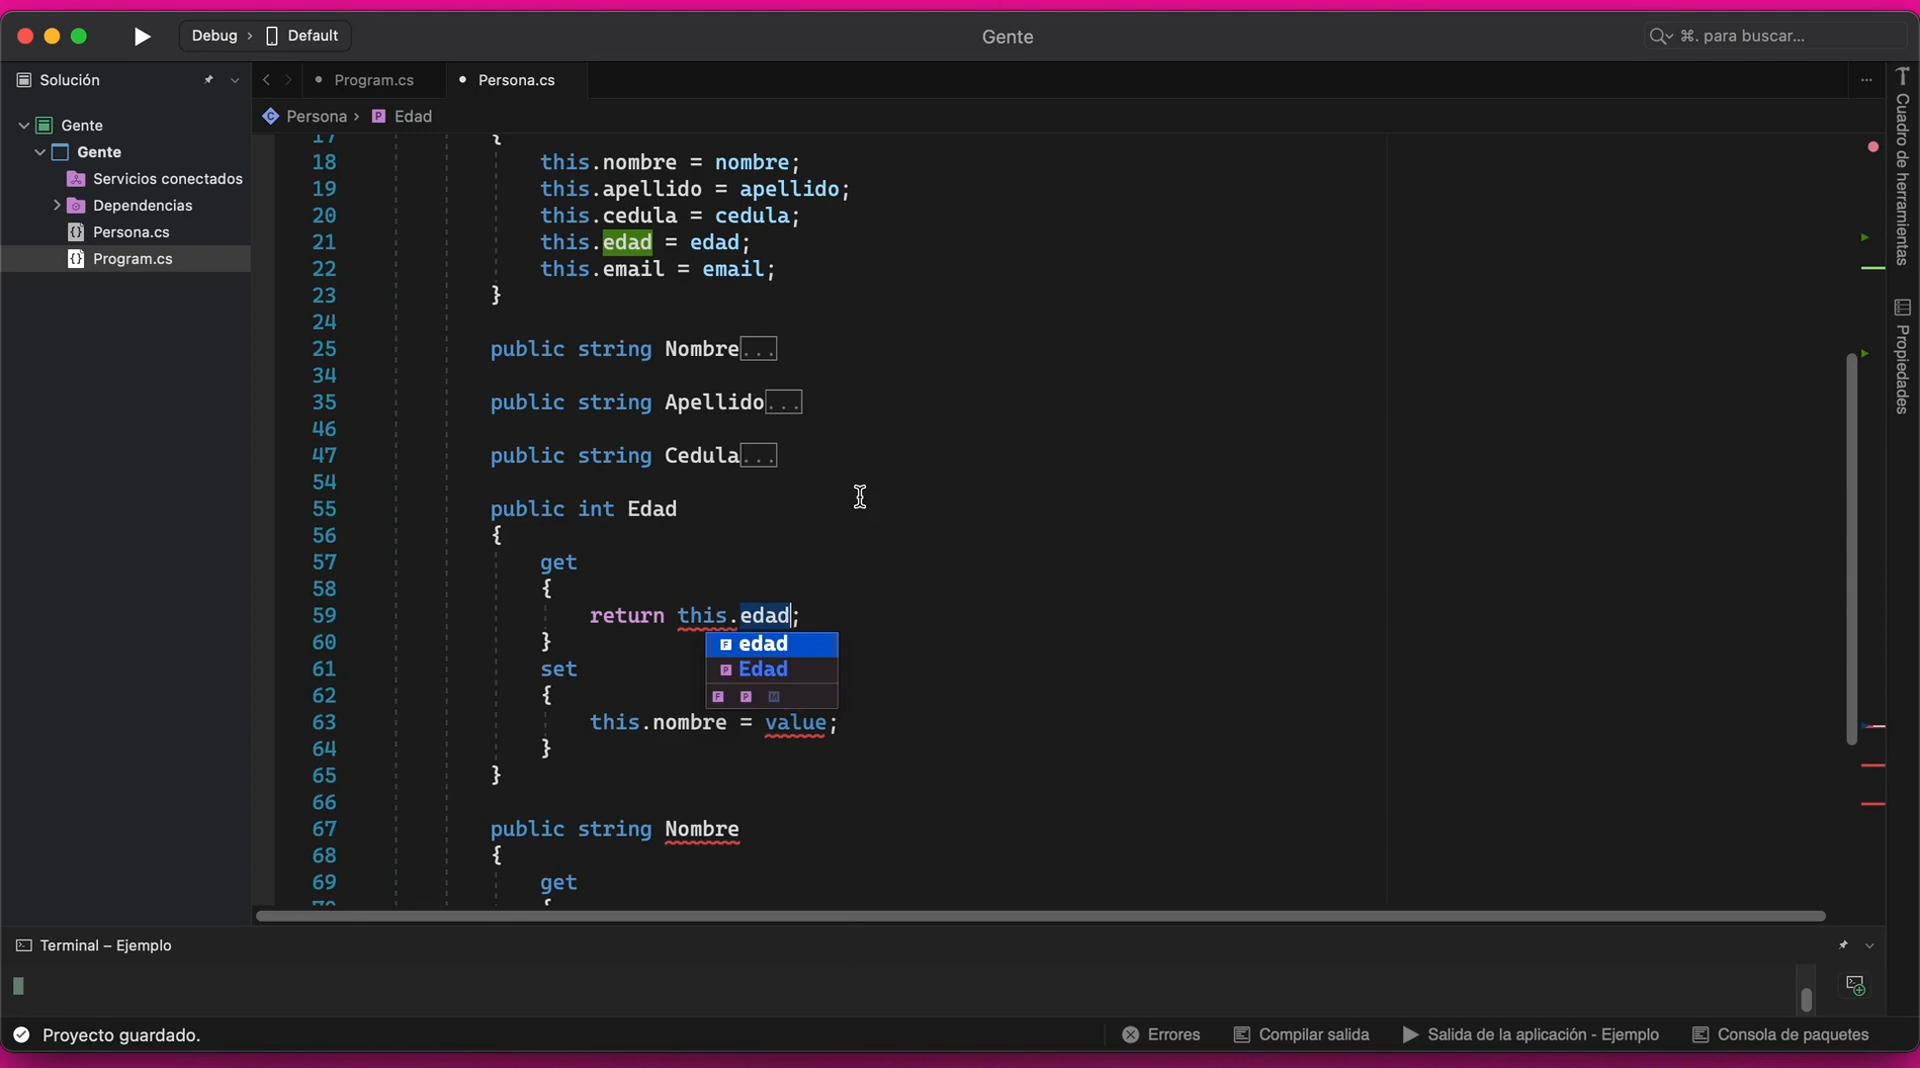 Debug › Default
Gente
⌘. para buscar...
Solución
Program.cs
Persona.cs
Persona › Edad
Gente
Gente
Servicios conectados
Dependencias
Persona.cs
Program.cs
17 {
18 this.nombre = nombre;
19 this.apellido = apellido;
20 this.cedula = cedula;
21 this.edad = edad;
22 this.email = email;
23 }
24
25 public string Nombre...
34
35 public string Apellido...
46
47 public string Cedula...
54
55 public int Edad
56 {
57 get
58 {
59 return this.edad;
60 }
61 set
62 {
63 this.nombre = value;
64 }
65 }
66
67 public string Nombre
68 {
69 get
70 {
F edad
P Edad
F P M
Cuadro de herramientas
Propiedades
Terminal – Ejemplo
Proyecto guardado.
Errores
Compilar salida
Salida de la aplicación - Ejemplo
Consola de paquetes